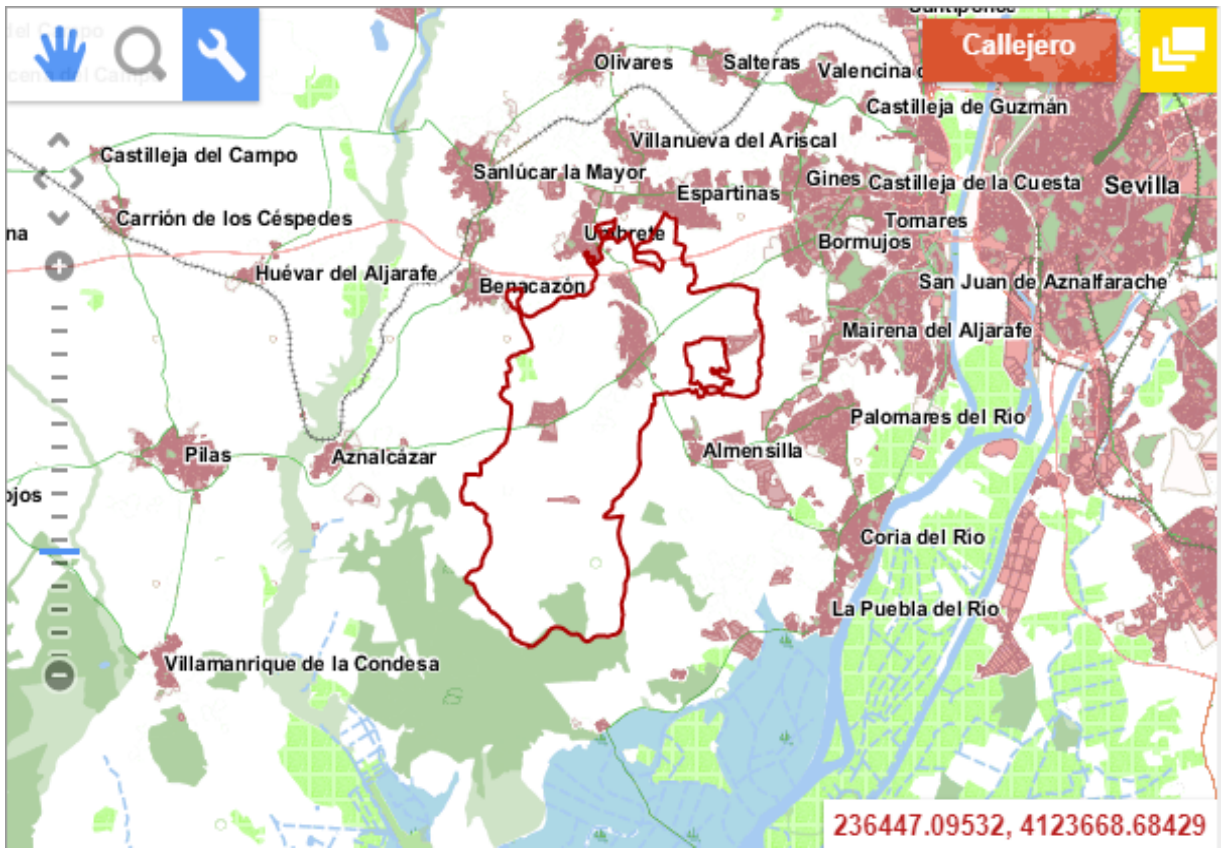 Callejero
Olivares
Salteras
Valencina
Castilleja de Guzmán
Villanueva del Ariscal
Castilleja del Campo
Sanlúcar la Mayor
Espartinas
Gines
Castilleja de la Cuesta
Sevilla
Carrión de los Céspedes
na
Umbrete
Tomares
Bormujos
Huévar del Aljarafe
Benacazón
San Juan de Aznalfarache
Mairena del Aljarafe
Palomares del Río
Pilas
Aznalcázar
Almensilla
ojos
Coria del Río
La Puebla del Río
Villamanrique de la Condesa
236447.09532, 4123668.68429